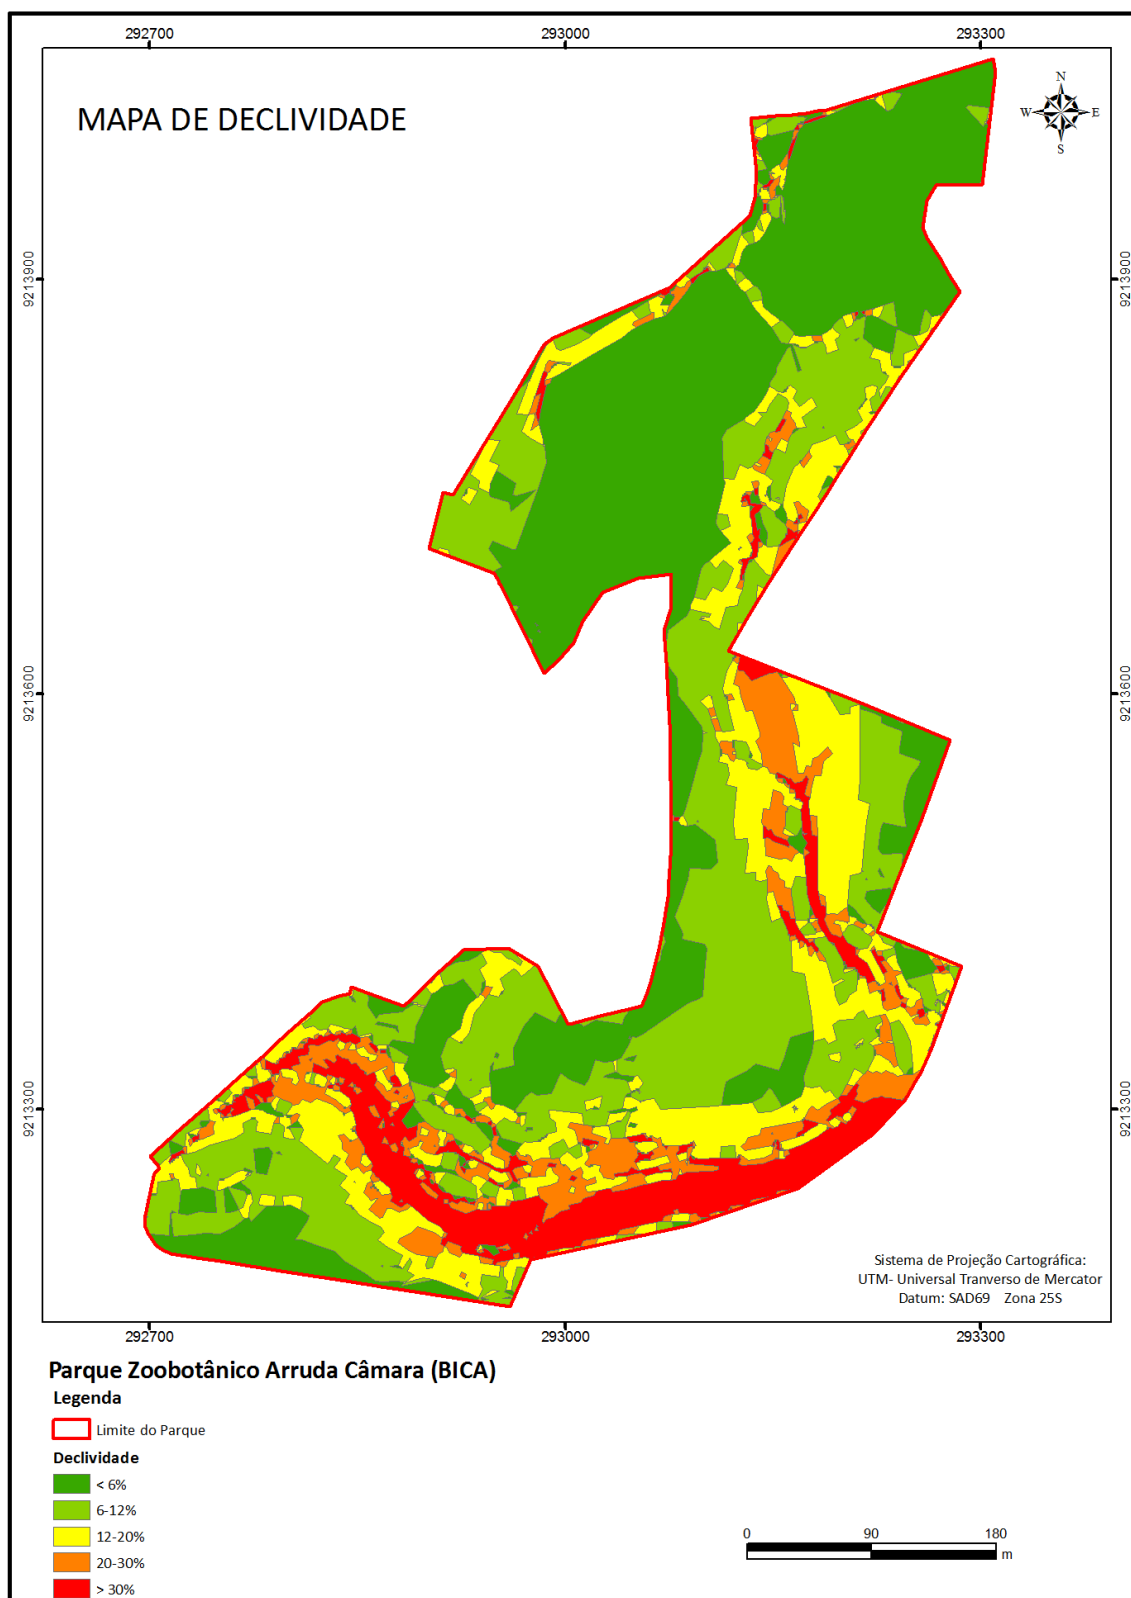 292700 293000 293300
MAPA DE DECLIVIDADE
N
W E
S
9213900 9213900
9213600 9213600
9213300 9213300
Sistema de Projeção Cartográfica:
UTM- Universal Tranverso de Mercator
Datum: SAD69 Zona 25S
292700 293000 293300
Parque Zoobotânico Arruda Câmara (BICA)
Legenda
Limite do Parque
Declividade
< 6%
6-12%
12-20%
20-30%
> 30%
0 90 180
m